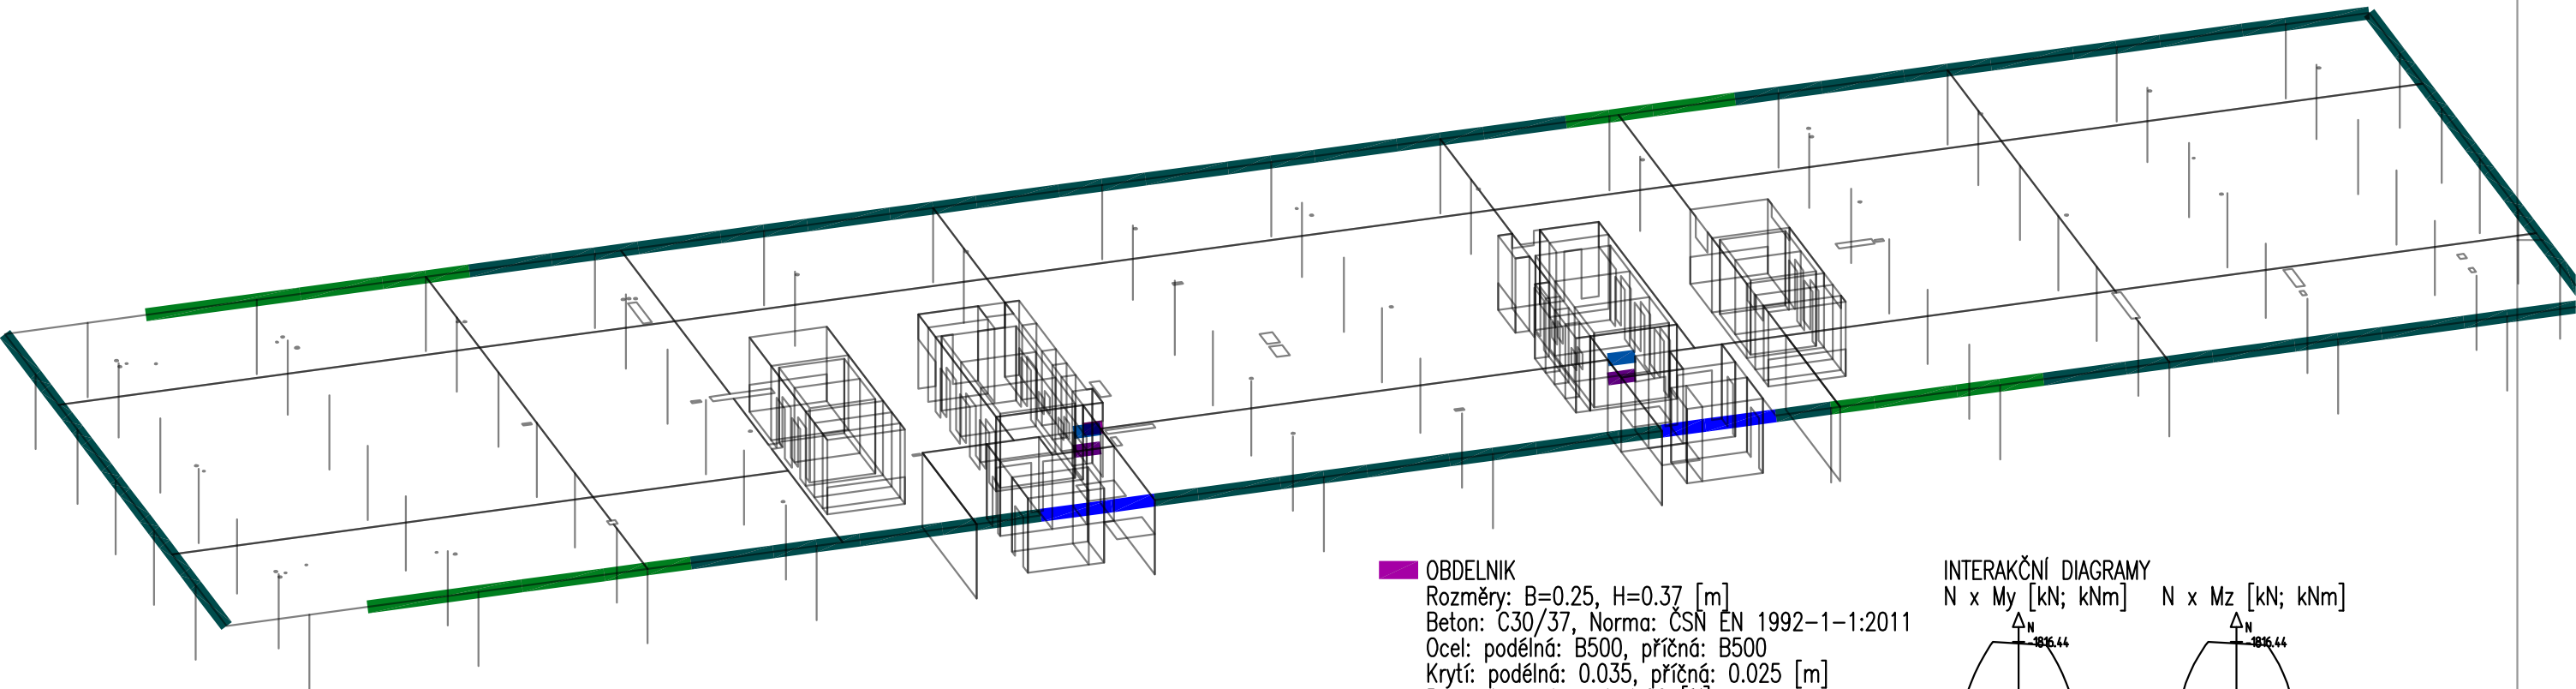 OBDELNIK
Rozměry: B=0.25, H=0.37 [m]
Beton: C30/37, Norma: ČSN EN 1992-1-1:2011
Ocel: podélná: B500, příčná: B500
Krytí: podélná: 0.035, příčná: 0.025 [m]
INTERAKČNÍ DIAGRAMY
N x My [kN; kNm] N x Mz [kN; kNm]
N N
-1816.44 -1816.44